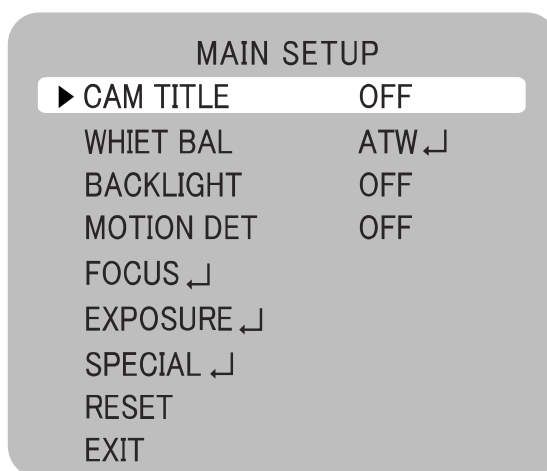 MAIN SETUP
▶ CAM TITLE OFF
WHIET BAL ATW↵
BACKLIGHT OFF
MOTION DET OFF
FOCUS↵
EXPOSURE↵
SPECIAL↵
RESET
EXIT